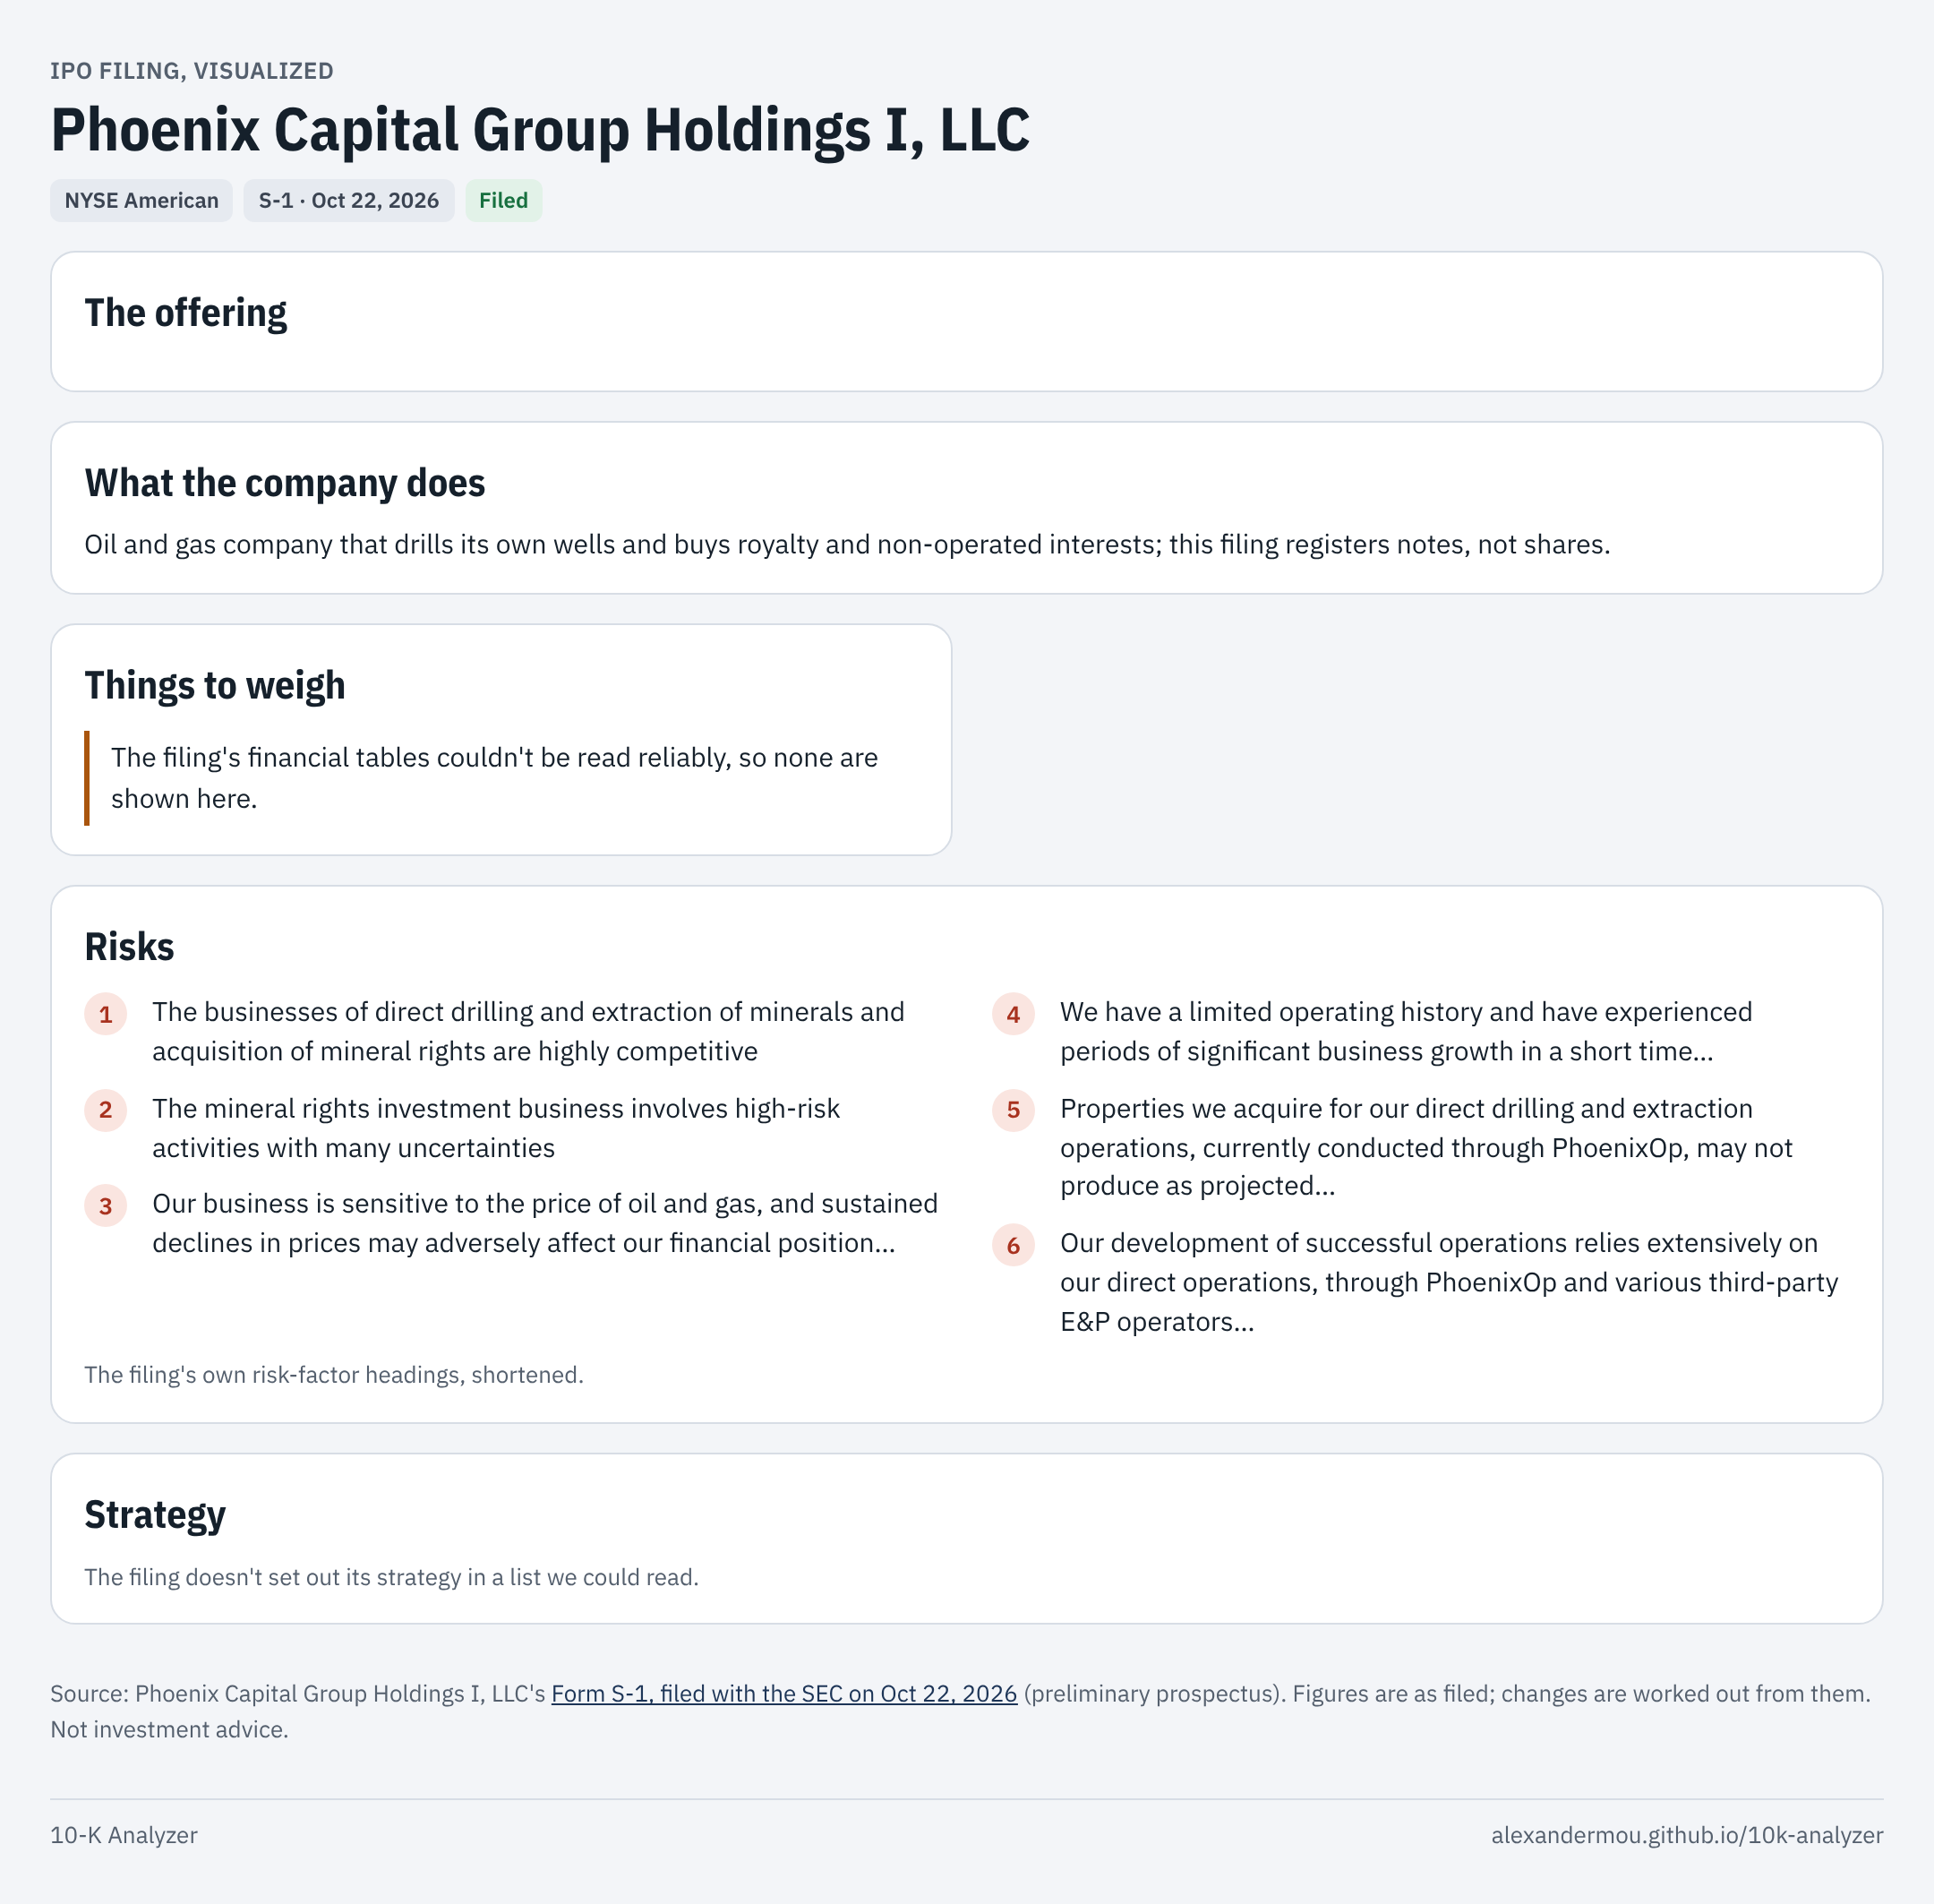 IPO FILING, VISUALIZED
Phoenix Capital Group Holdings I, LLC
NYSE American
S-1 · Oct 22, 2026
Filed
The offering
What the company does
Oil and gas company that drills its own wells and buys royalty and non-operated interests; this filing registers notes, not shares.
Things to weigh
The filing's financial tables couldn't be read reliably, so none are
shown here.
Risks
1
The businesses of direct drilling and extraction of minerals and
acquisition of mineral rights are highly competitive
2
The mineral rights investment business involves high-risk
activities with many uncertainties
3
Our business is sensitive to the price of oil and gas, and sustained
declines in prices may adversely affect our financial position...
4
We have a limited operating history and have experienced
periods of significant business growth in a short time...
5
Properties we acquire for our direct drilling and extraction
operations, currently conducted through PhoenixOp, may not
produce as projected...
6
Our development of successful operations relies extensively on
our direct operations, through PhoenixOp and various third-party
E&P operators...
The filing's own risk-factor headings, shortened.
Strategy
The filing doesn't set out its strategy in a list we could read.
Source: Phoenix Capital Group Holdings I, LLC's Form S-1, filed with the SEC on Oct 22, 2026 (preliminary prospectus). Figures are as filed; changes are worked out from them.
Not investment advice.
10-K Analyzer
alexandermou.github.io/10k-analyzer